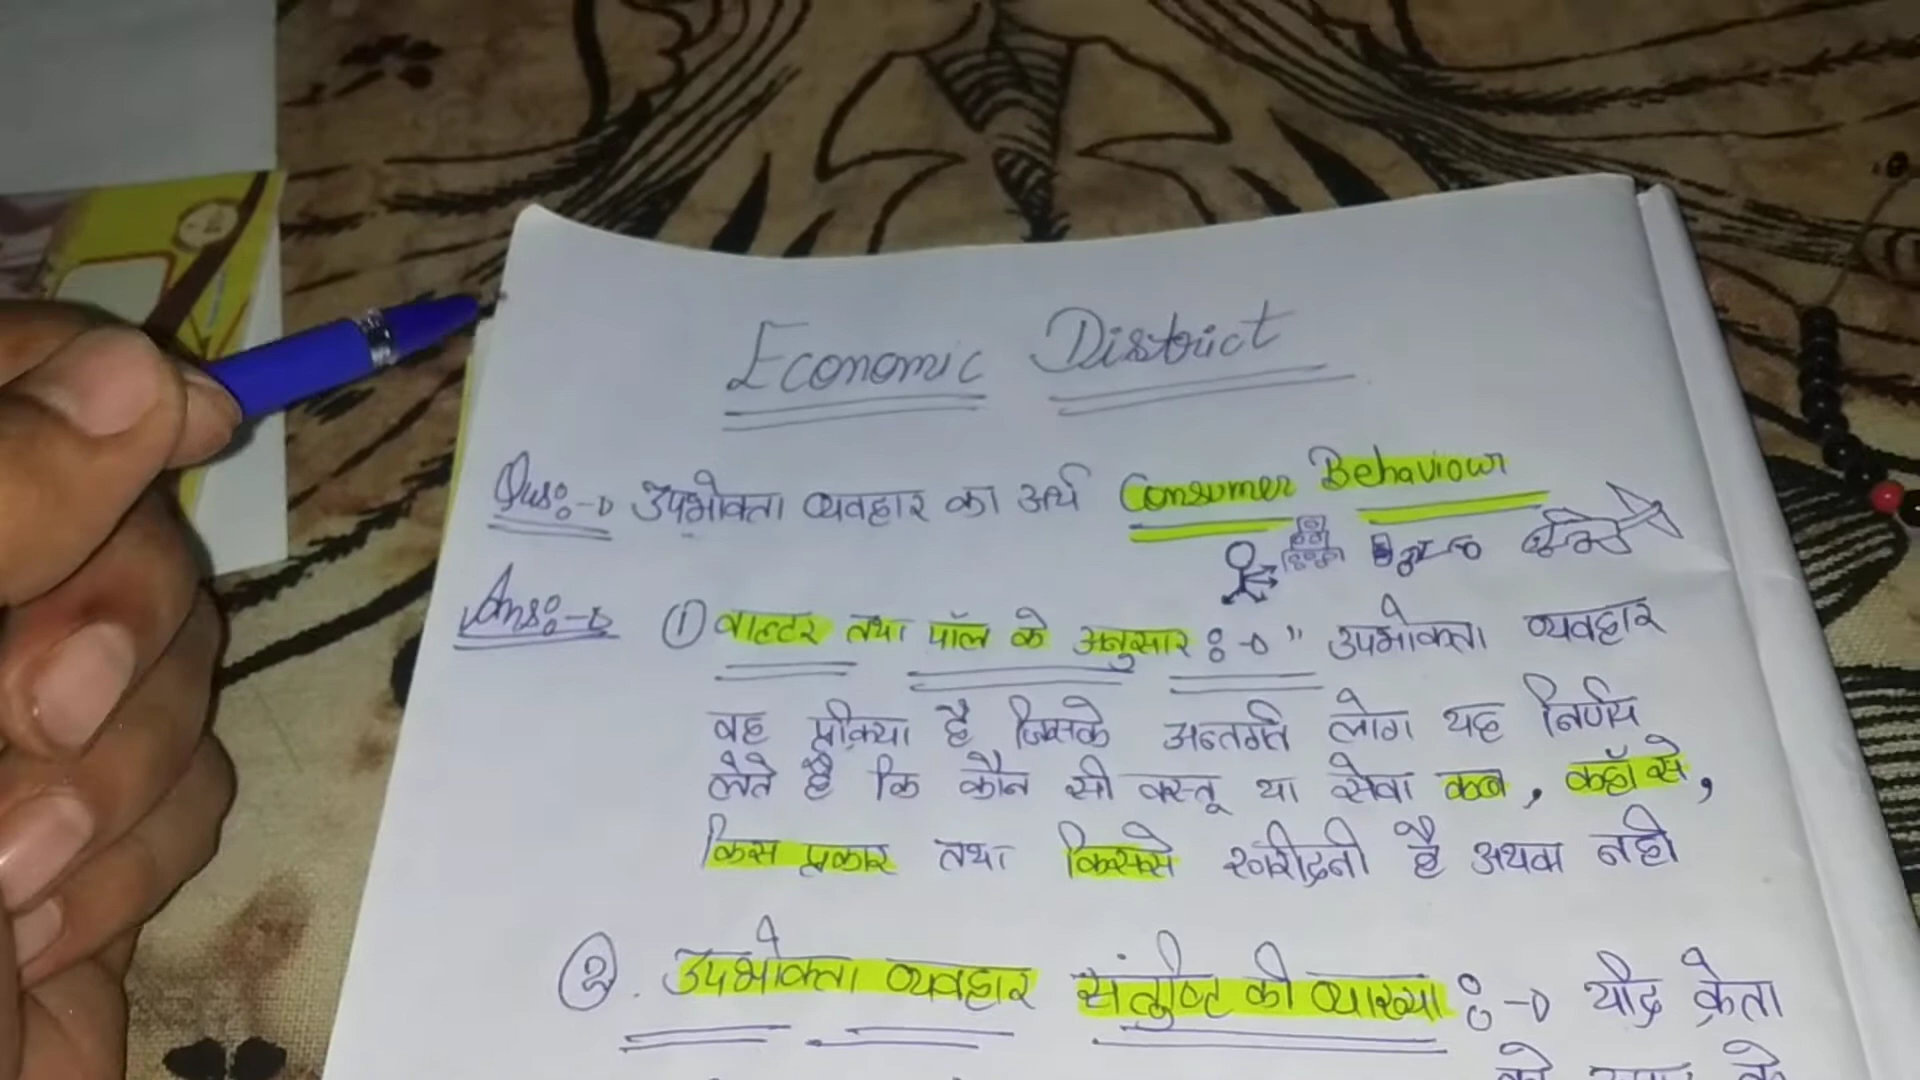 Economic District
Ques:-D उपभोक्ता व्यवहार का अर्थ Consumer Behaviour
Ans:-D ① वाल्टर तथा पॉल के अनुसार :-D " उपभोक्ता व्यवहार
वह प्रक्रिया है जिसके अन्तर्गत लोग यह निर्णय
लेते है कि कौन सी वस्तू या सेवा कब, कहाँ से,
किस प्रकार तथा किससे खरीदनी है अथवा नही
②. उपभोक्ता व्यवहार संतुष्टि की व्याख्या :-D यदि क्रेता